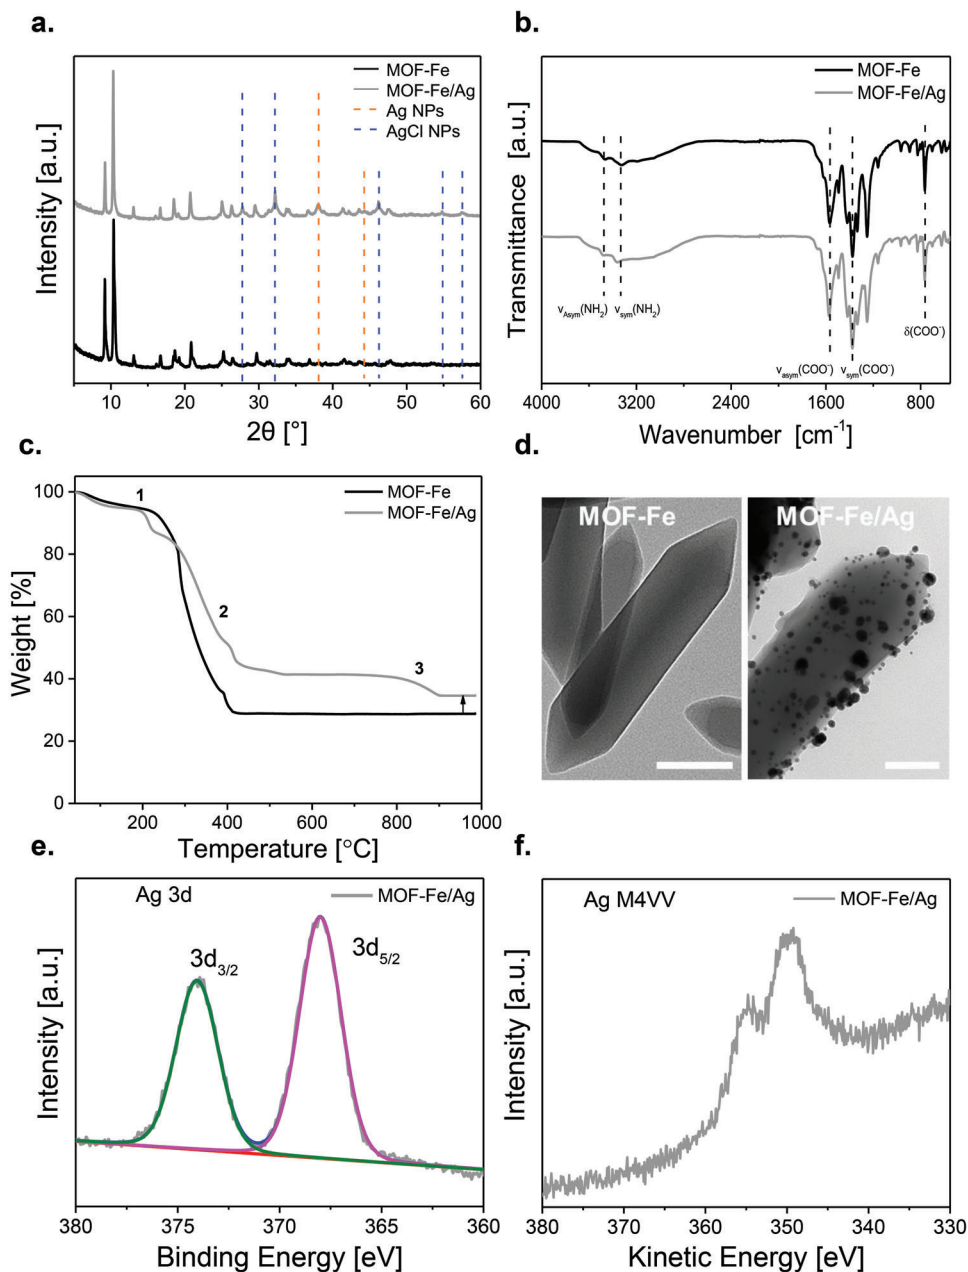 a.
MOF-Fe
MOF-Fe/Ag
Ag NPs
AgCl NPs
Intensity [a.u.]
10 20 30 40 50 60
2θ [°]
b.
MOF-Fe
MOF-Fe/Ag
Transmittance [a.u.]
ν_Asym(NH₂) ν_sym(NH₂)
δ(COO⁻)
ν_asym(COO⁻) ν_sym(COO⁻)
4000 3200 2400 1600 800
Wavenumber [cm⁻¹]
c.
MOF-Fe
MOF-Fe/Ag
Weight [%]
100
80
60
40
20
0
1
2
3
200 400 600 800 1000
Temperature [°C]
d.
MOF-Fe
MOF-Fe/Ag
e.
Ag 3d
MOF-Fe/Ag
3d₃/₂
3d₅/₂
Intensity [a.u.]
380 375 370 365 360
Binding Energy [eV]
f.
Ag M4VV
MOF-Fe/Ag
Intensity [a.u.]
380 370 360 350 340 330
Kinetic Energy [eV]